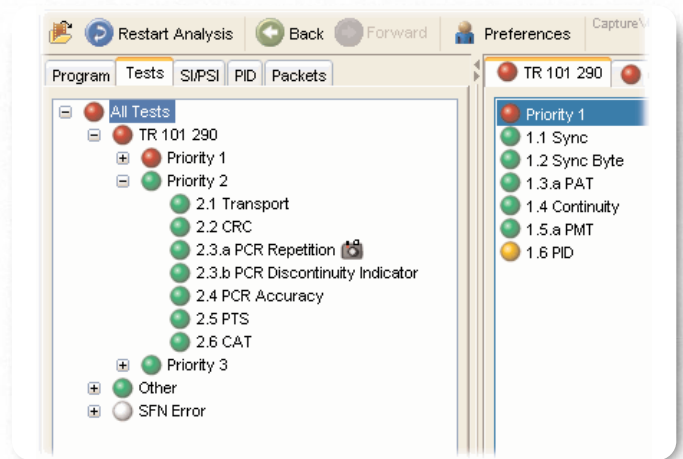 Restart Analysis Back Forward Preferences
Program Tests SI/PSI PID Packets
All Tests
TR 101 290
Priority 1
Priority 2
2.1 Transport
2.2 CRC
2.3.a PCR Repetition
2.3.b PCR Discontinuity Indicator
2.4 PCR Accuracy
2.5 PTS
2.6 CAT
Priority 3
Other
SFN Error
TR 101 290
Priority 1
1.1 Sync
1.2 Sync Byte
1.3.a PAT
1.4 Continuity
1.5.a PMT
1.6 PID